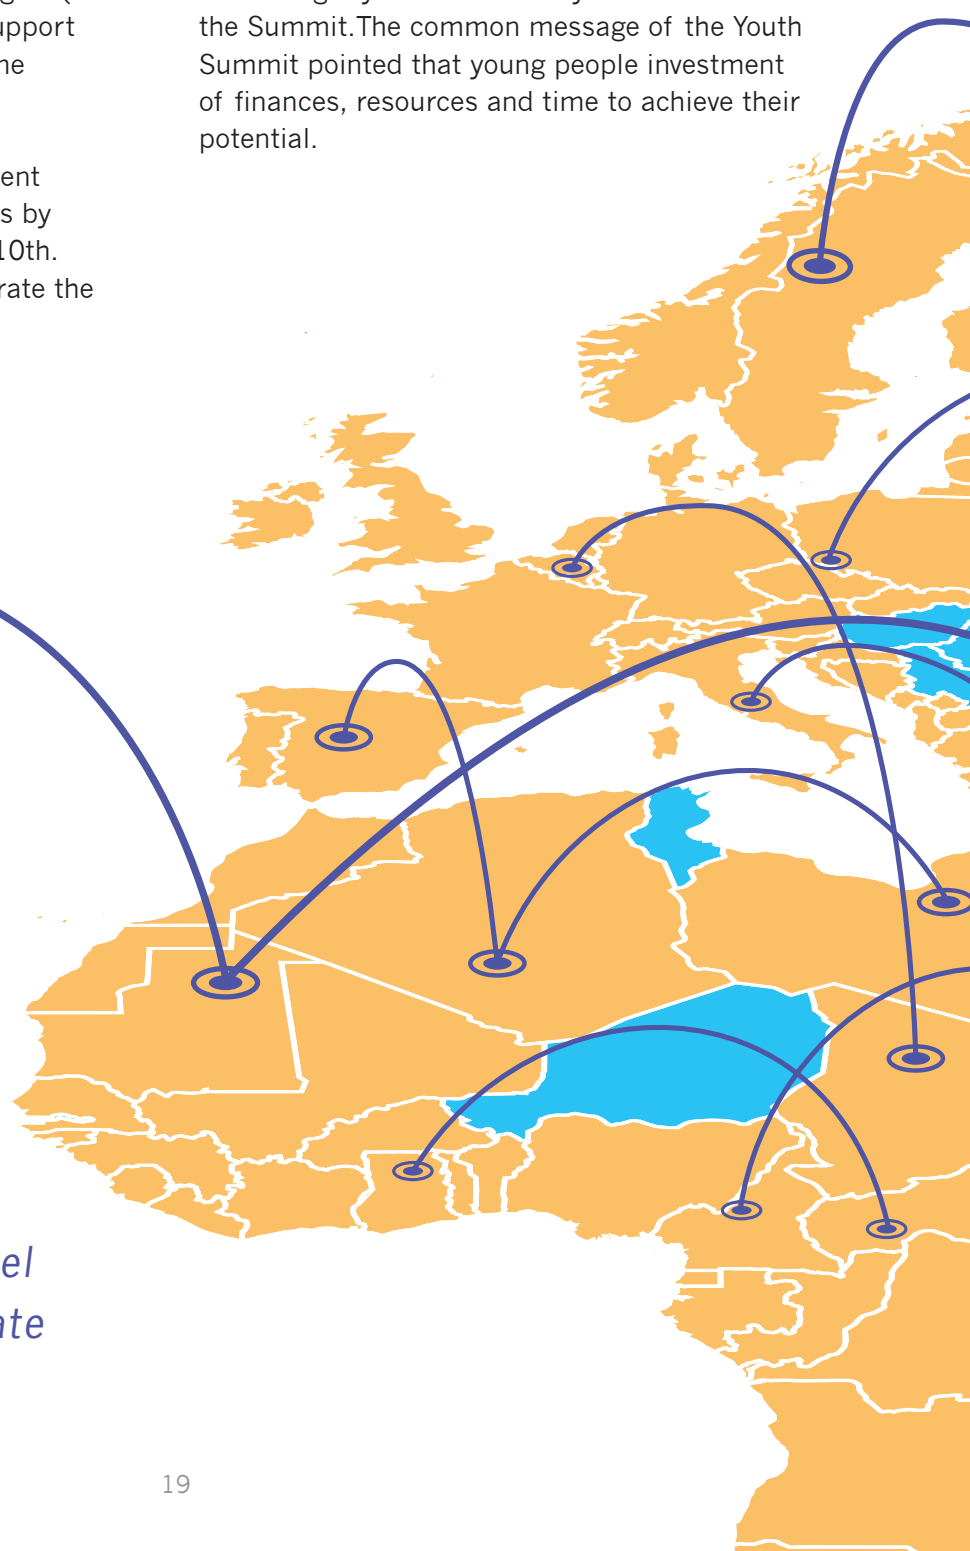 upport
ne
ent
s by
10th.
rate the
the Summit.The common message of the Youth
Summit pointed that young people investment
of finances, resources and time to achieve their
potential.
el
ate
19